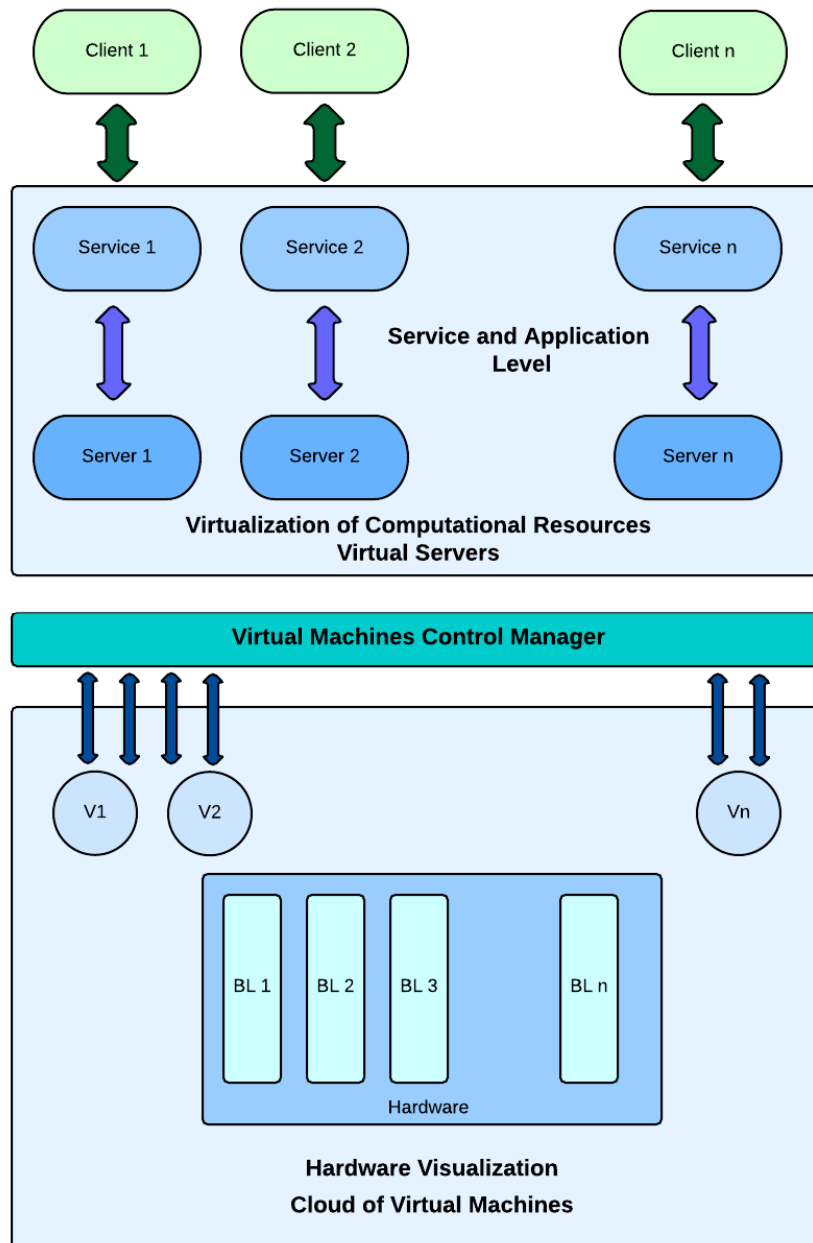 Client 1
Client 2
Client n
Service 1
Service 2
Service n
Service and Application
Level
Server 1
Server 2
Server n
Virtualization of Computational Resources
Virtual Servers
Virtual Machines Control Manager
V1
V2
Vn
BL 1
BL 2
BL 3
BL n
Hardware
Hardware Visualization
Cloud of Virtual Machines